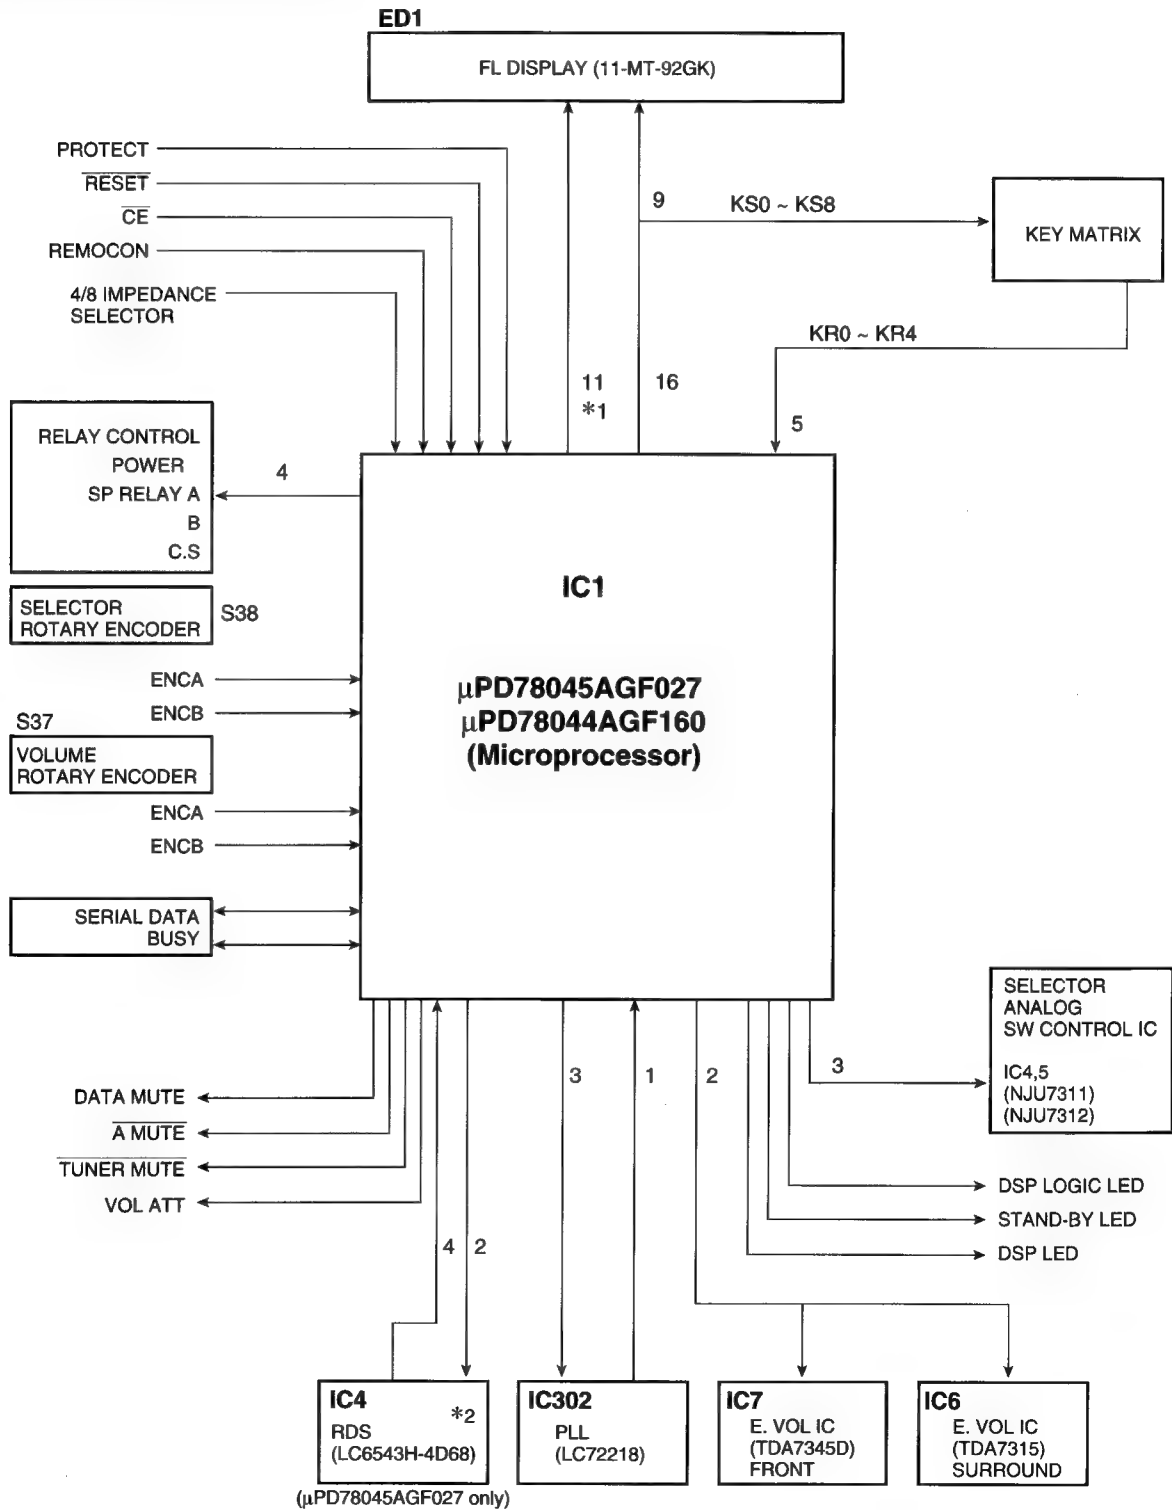 ED1
FL DISPLAY (11-MT-92GK)
PROTECT
RESET
CE
REMOCON
4/8 IMPEDANCE
SELECTOR
9
KS0 ~ KS8
KEY MATRIX
KR0 ~ KR4
11
*1
16
5
RELAY CONTROL
POWER
SP RELAY A
B
C.S
4
SELECTOR
ROTARY ENCODER
S38
ENCA
ENCB
S37
VOLUME
ROTARY ENCODER
ENCA
ENCB
SERIAL DATA
BUSY
IC1
μPD78045AGF027
μPD78044AGF160
(Microprocessor)
SELECTOR
ANALOG
SW CONTROL IC
IC4,5
(NJU7311)
(NJU7312)
3
1
2
3
DATA MUTE
A MUTE
TUNER MUTE
VOL ATT
4
2
DSP LOGIC LED
STAND-BY LED
DSP LED
IC4
*2
RDS
(LC6543H-4D68)
(μPD78045AGF027 only)
IC302
PLL
(LC72218)
IC7
E. VOL IC
(TDA7345D)
FRONT
IC6
E. VOL IC
(TDA7315)
SURROUND